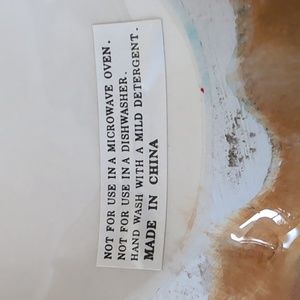 NOT FOR USE IN A MICROWAVE OVEN.
NOT FOR USE IN A DISHWASHER.
HAND WASH WITH A MILD DETERGENT.
MADE IN CHINA